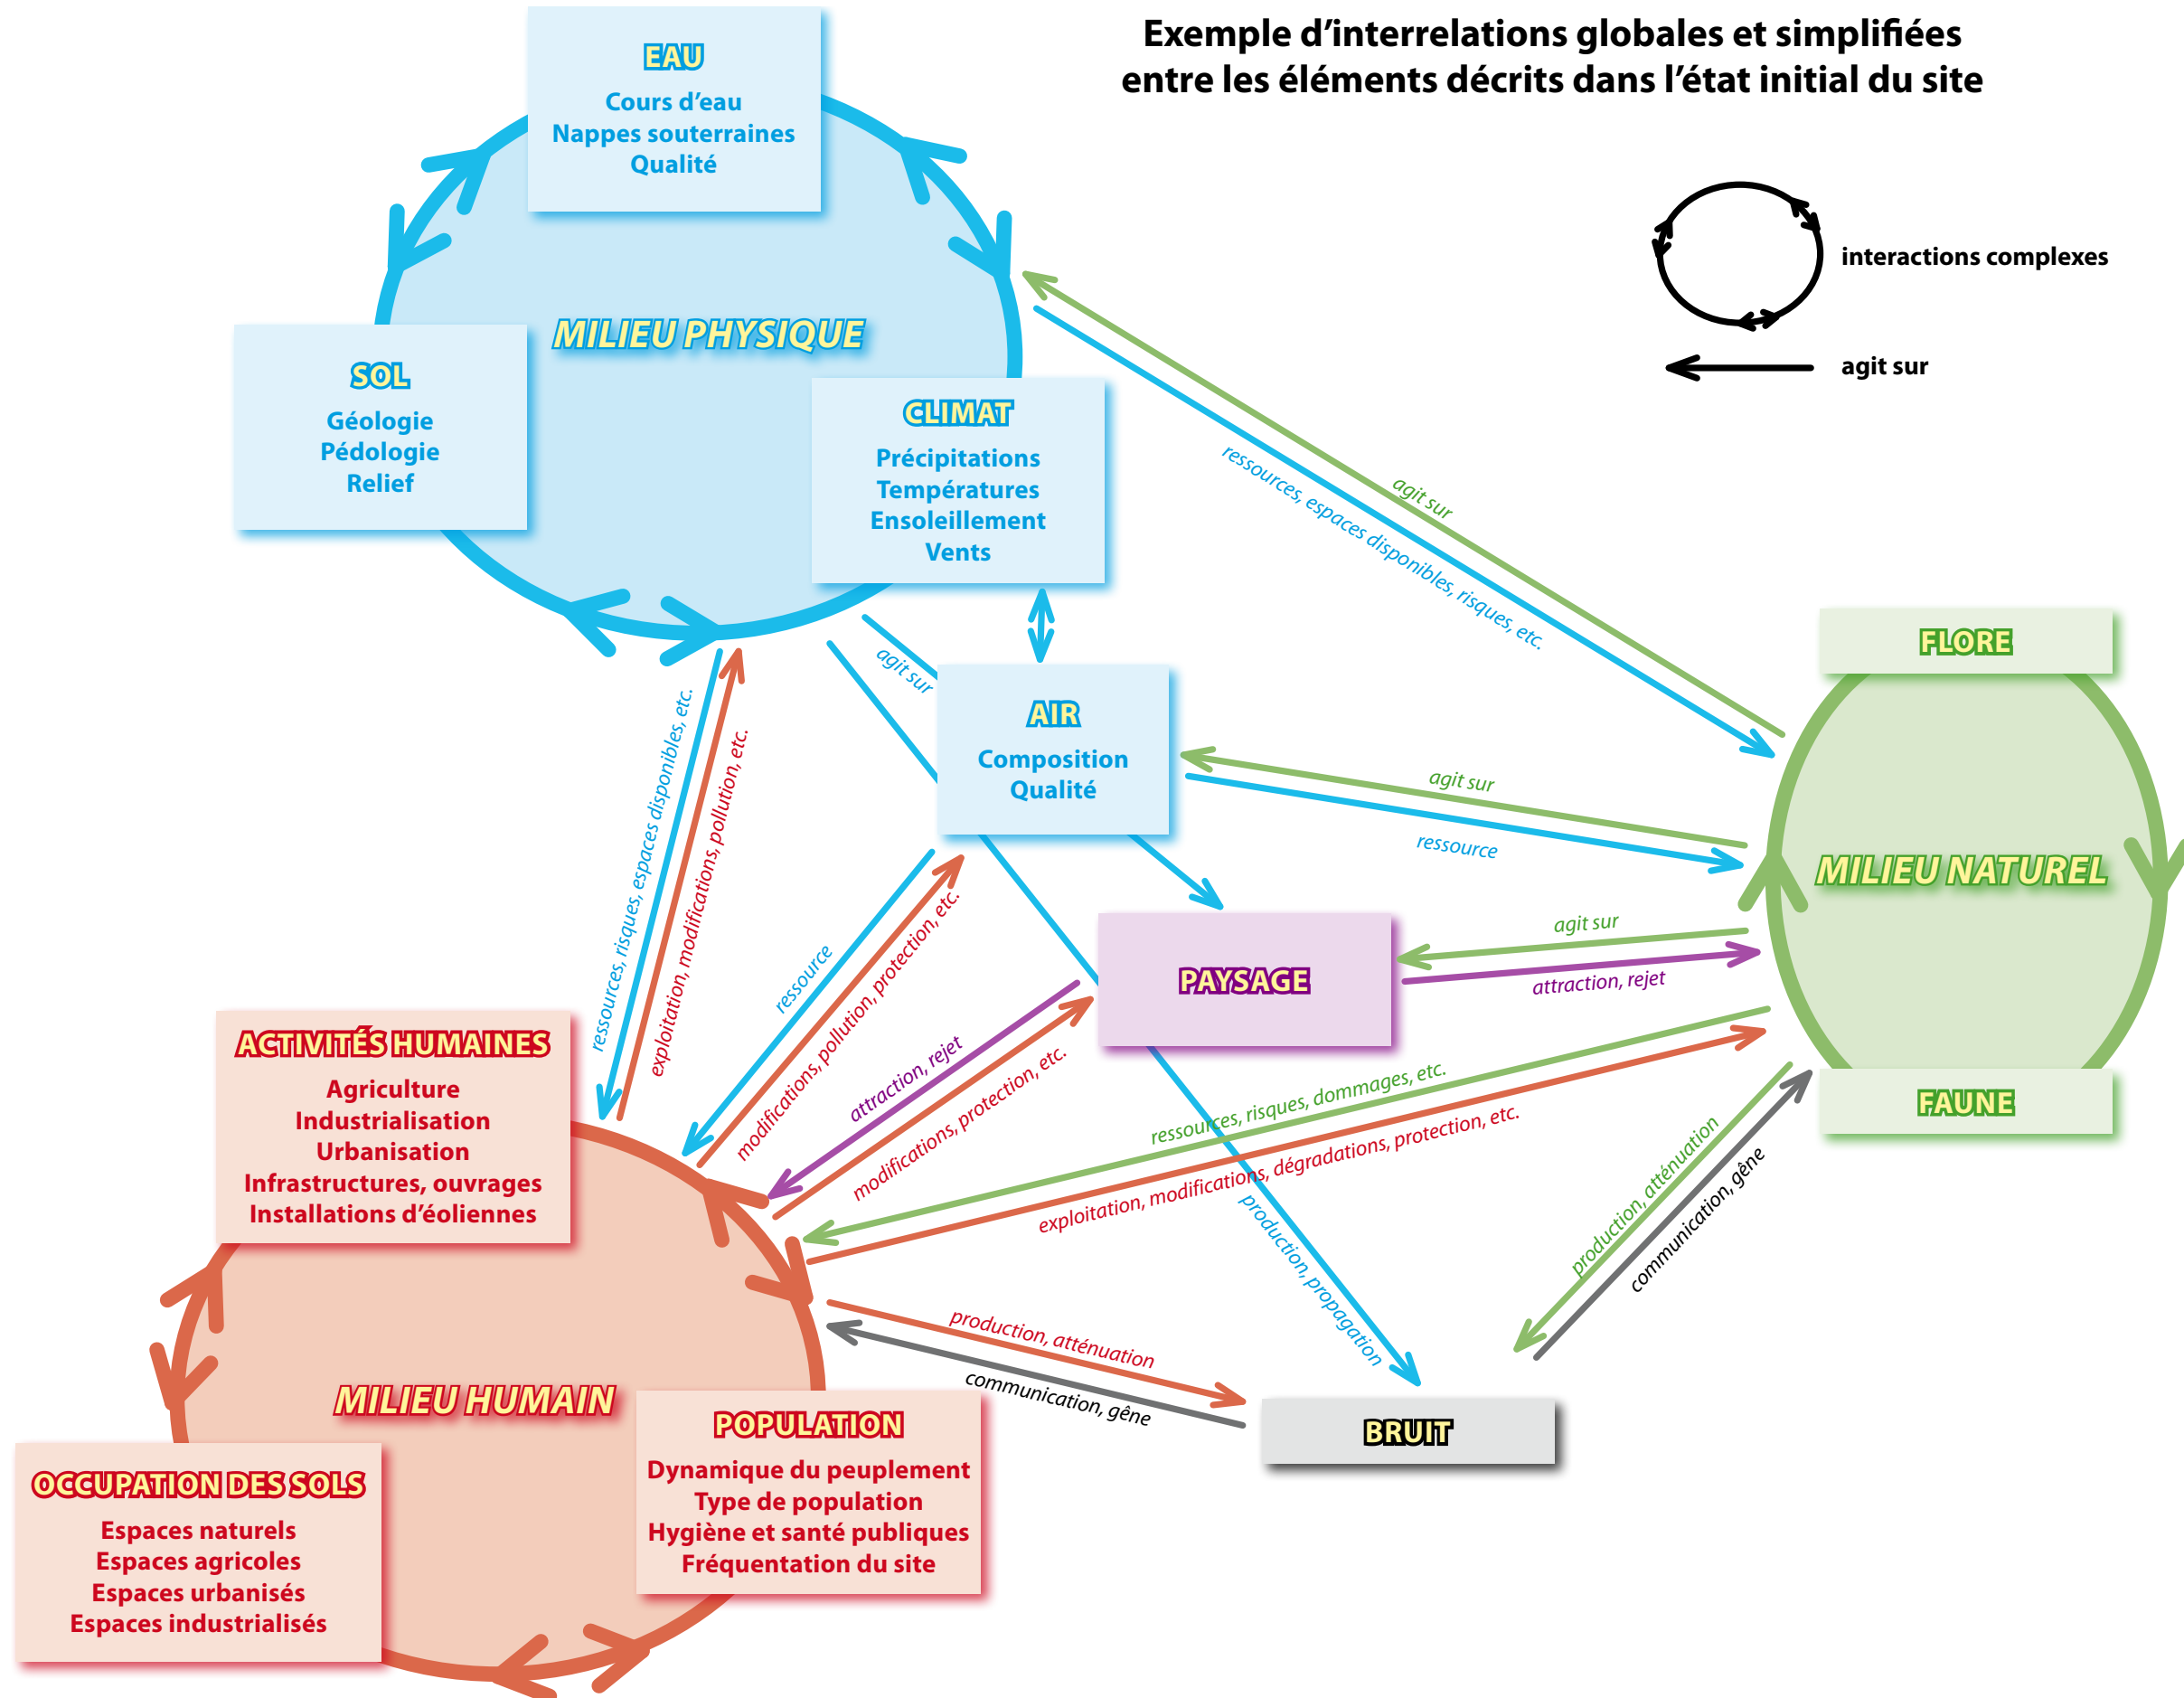 Exemple d’interrelations globales et simplifiées
entre les éléments décrits dans l’état initial du site
interactions complexes
agit sur
EAU
Cours d’eau
Nappes souterraines
Qualité
MILIEU PHYSIQUE
SOL
Géologie
Pédologie
Relief
CLIMAT
Précipitations
Températures
Ensoleillement
Vents
agit sur
ressources, espaces disponibles, risques, etc.
agit sur
AIR
Composition
Qualité
agit sur
ressource
FLORE
MILIEU NATUREL
FAUNE
ressources, risques, espaces disponibles, etc.
exploitation, modifications, pollution, etc.
ressource
modifications, pollution, protection, etc.
PAYSAGE
agit sur
attraction, rejet
attraction, rejet
modifications, protection, etc.
ressources, risques, dommages, etc.
exploitation, modifications, dégradations, protection, etc.
production, propagation
production, atténuation
communication, gêne
production, atténuation
communication, gêne
BRUIT
ACTIVITÉS HUMAINES
Agriculture
Industrialisation
Urbanisation
Infrastructures, ouvrages
Installations d’éoliennes
MILIEU HUMAIN
POPULATION
Dynamique du peuplement
Type de population
Hygiène et santé publiques
Fréquentation du site
OCCUPATION DES SOLS
Espaces naturels
Espaces agricoles
Espaces urbanisés
Espaces industrialisés